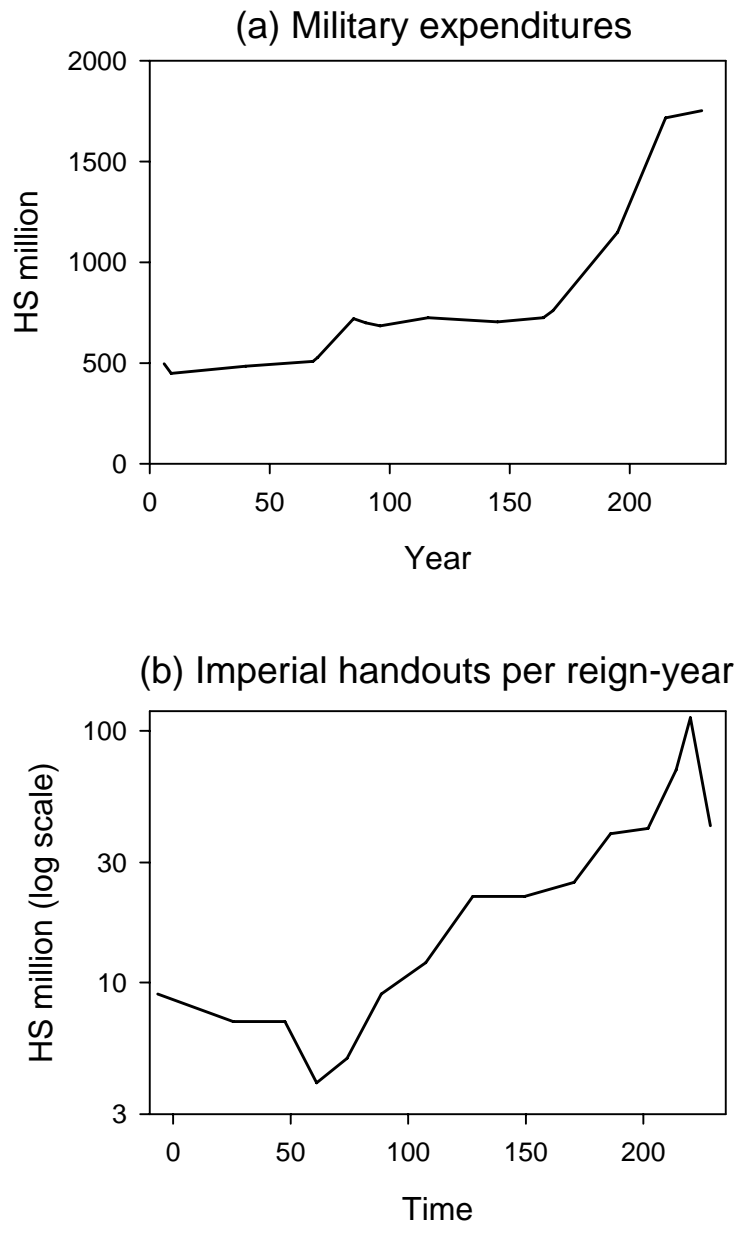 (a) Military expenditures
2000
1500
1000
500
0
HS million
0 50 100 150 200
Year
(b) Imperial handouts per reign-year
100
30
10
3
HS million (log scale)
0 50 100 150 200
Time